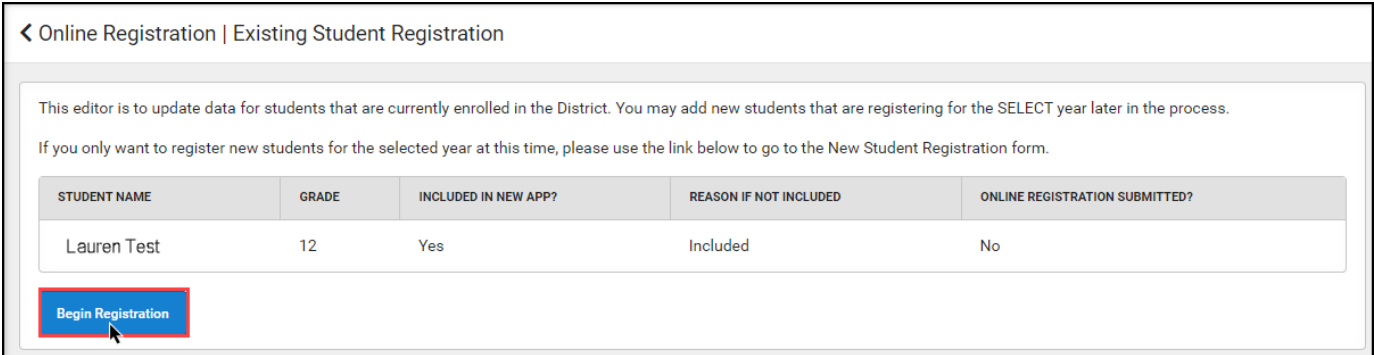 Online Registration | Existing Student Registration
This editor is to update data for students that are currently enrolled in the District. You may add new students that are registering for the SELECT year later in the process.
If you only want to register new students for the selected year at this time, please use the link below to go to the New Student Registration form.
STUDENT NAME GRADE INCLUDED IN NEW APP? REASON IF NOT INCLUDED ONLINE REGISTRATION SUBMITTED?
Lauren Test 12 Yes Included No
Begin Registration